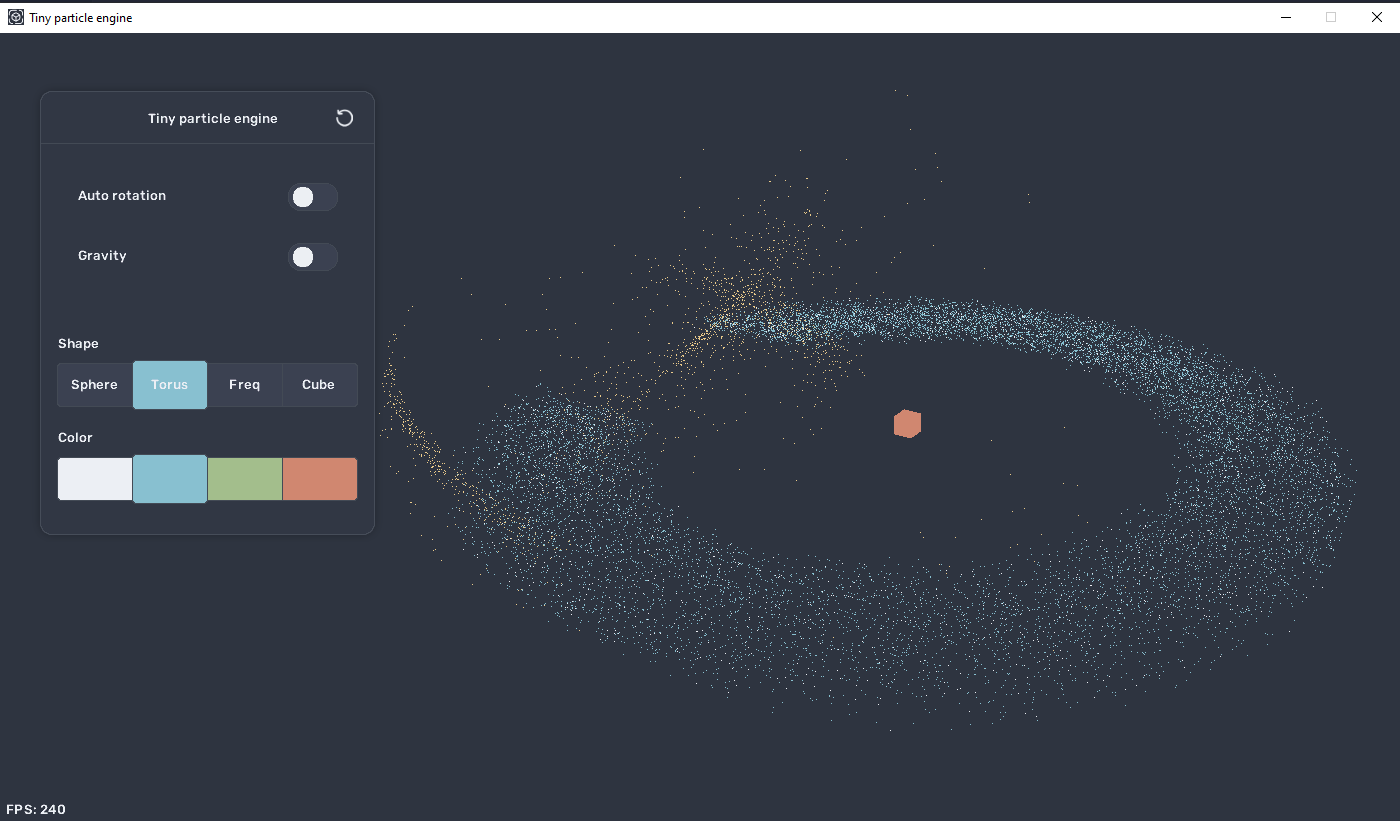 Tiny particle engine
Tiny particle engine
Auto rotation
Gravity
Shape
Sphere Torus Freq Cube
Color
FPS: 240